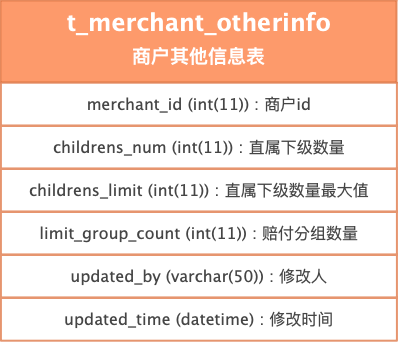 t_merchant_otherinfo
商户其他信息表
merchant_id (int(11)) : 商户id
childrens_num (int(11)) : 直属下级数量
childrens_limit (int(11)) : 直属下级数量最大值
limit_group_count (int(11)) : 赔付分组数量
updated_by (varchar(50)) : 修改人
updated_time (datetime) : 修改时间